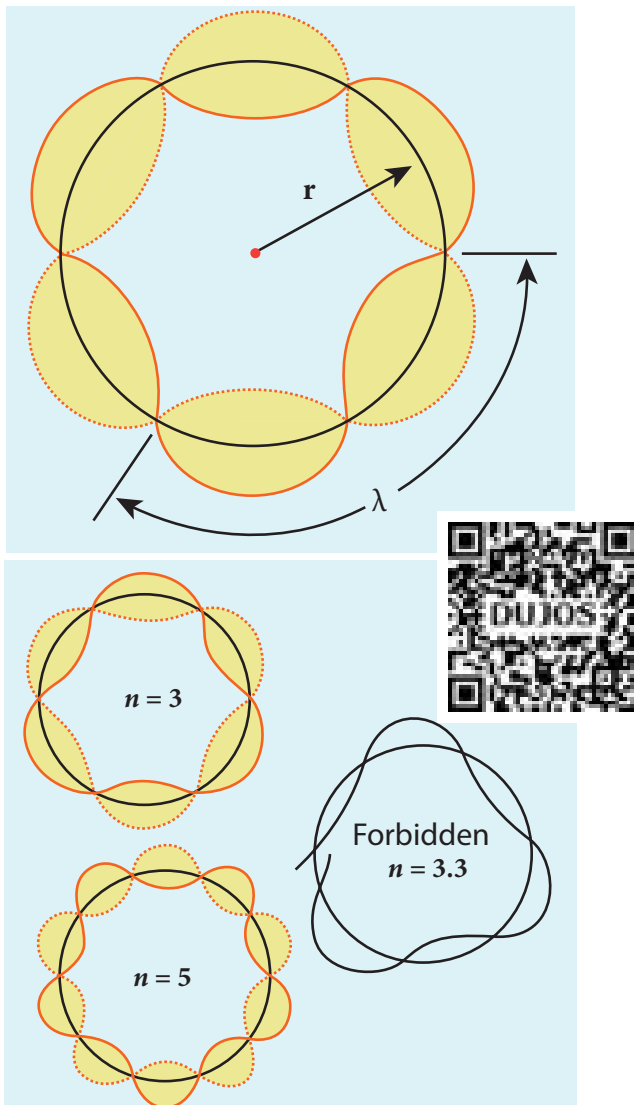 r
λ
DUJOS
n = 3
Forbidden
n = 3.3
n = 5